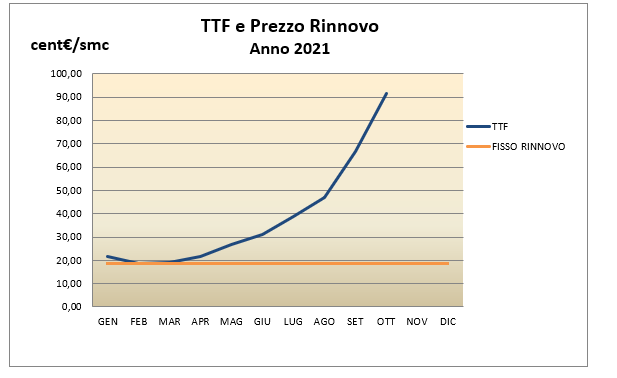 TTF e Prezzo Rinnovo
Anno 2021
cent€/smc
100,00
90,00
80,00
70,00
60,00
50,00
40,00
30,00
20,00
10,00
0,00
GEN FEB MAR APR MAG GIU LUG AGO SET OTT NOV DIC
TTF
FISSO RINNOVO